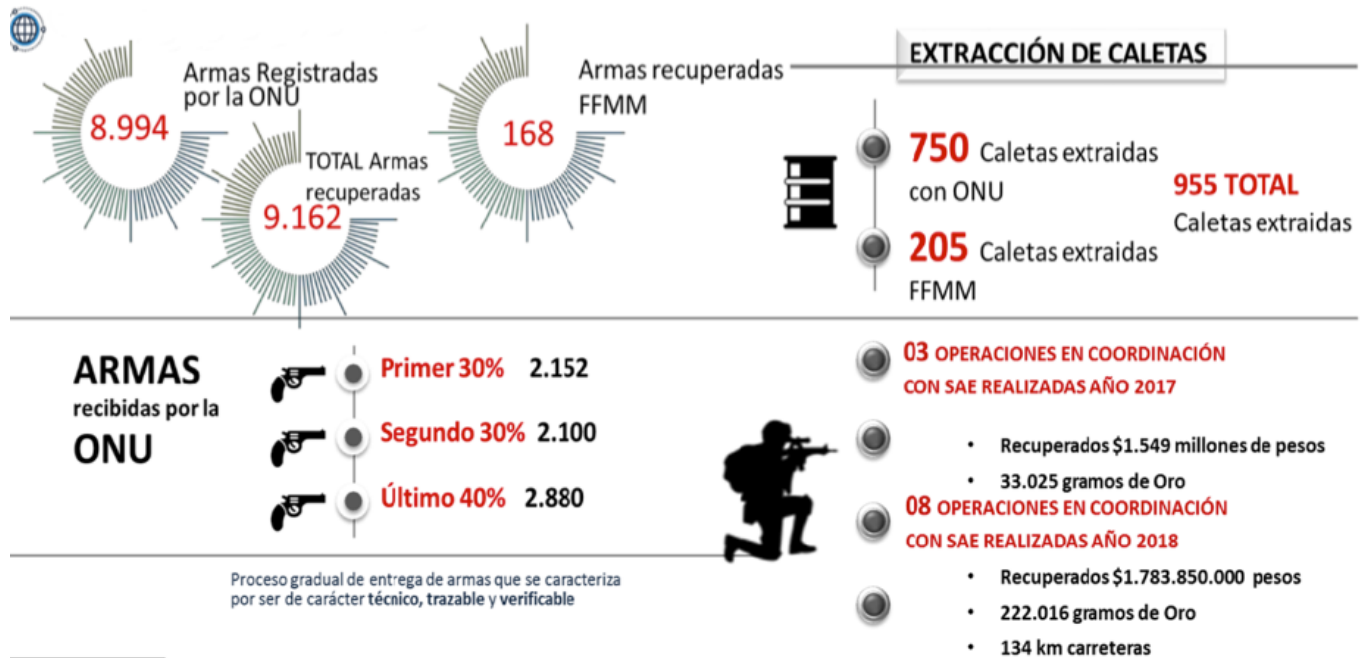 8.994
Armas Registradas
por la ONU
TOTAL Armas
recuperadas
9.162
168
Armas recuperadas
FFMM
EXTRACCIÓN DE CALETAS
750 Caletas extraidas
con ONU
205 Caletas extraidas
FFMM
955 TOTAL
Caletas extraidas
ARMAS
recibidas por la
ONU
Primer 30% 2.152
Segundo 30% 2.100
Último 40% 2.880
Proceso gradual de entrega de armas que se caracteriza
por ser de carácter técnico, trazable y verificable
03 OPERACIONES EN COORDINACIÓN
CON SAE REALIZADAS AÑO 2017
• Recuperados $1.549 millones de pesos
• 33.025 gramos de Oro
08 OPERACIONES EN COORDINACIÓN
CON SAE REALIZADAS AÑO 2018
• Recuperados $1.783.850.000 pesos
• 222.016 gramos de Oro
• 134 km carreteras